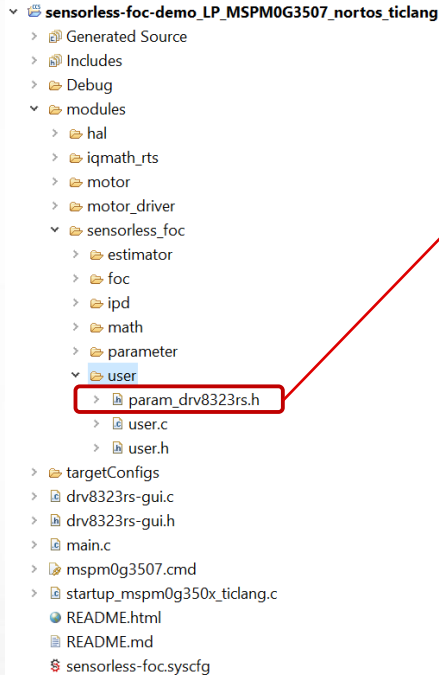 sensorless-foc-demo_LP_MSPM0G3507_nortos_ticlang
Generated Source
Includes
Debug
modules
hal
iqmath_rts
motor
motor_driver
sensorless_foc
estimator
foc
ipd
math
parameter
user
param_drv8323rs.h
user.c
user.h
targetConfigs
drv8323rs-gui.c
drv8323rs-gui.h
main.c
mspm0g3507.cmd
startup_mspm0g350x_ticlang.c
README.html
README.md
sensorless-foc.syscfg